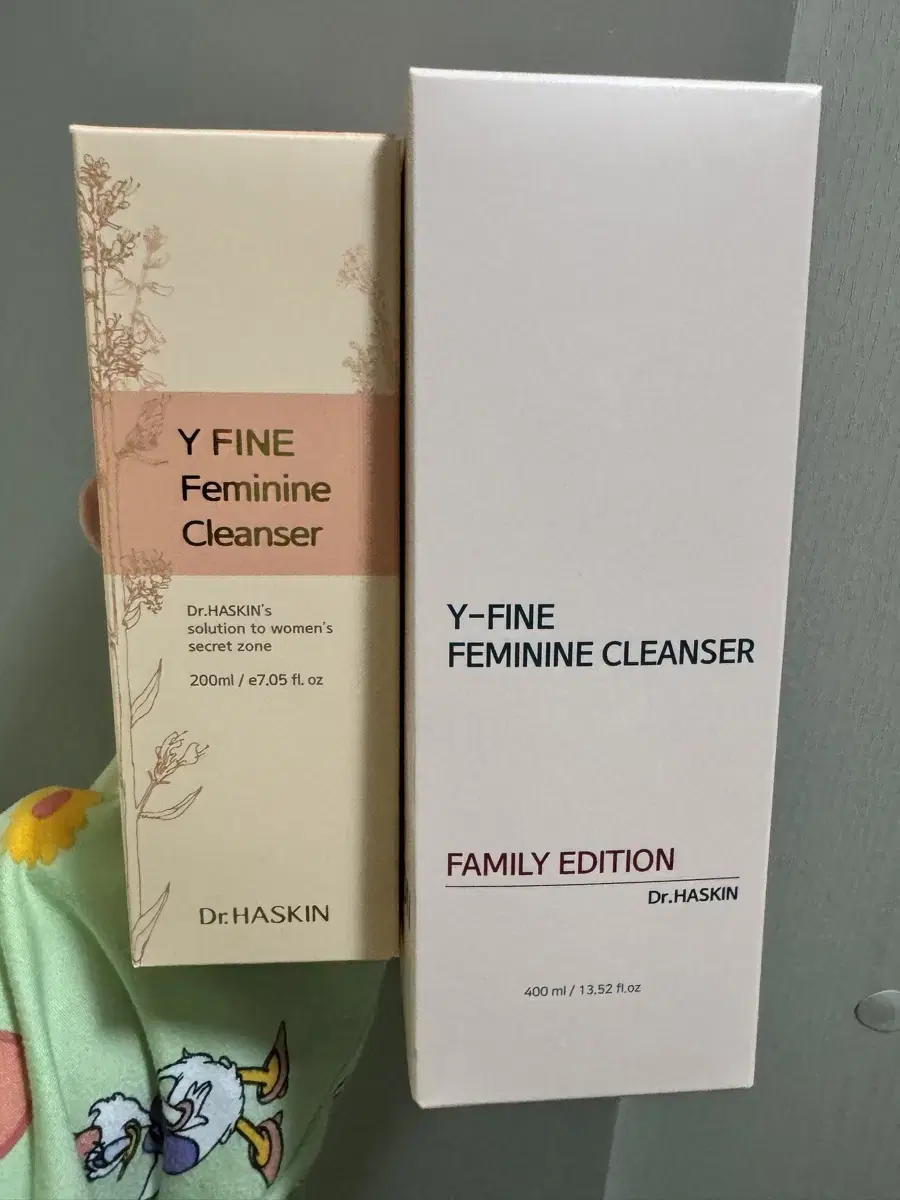 Y FINE
Feminine
Cleanser
Dr.HASKIN's
solution to women's
secret zone
200ml / e7.05 fl. oz
Dr.HASKIN
Y-FINE
FEMININE CLEANSER
FAMILY EDITION
Dr.HASKIN
400 ml / 13.52 fl.oz